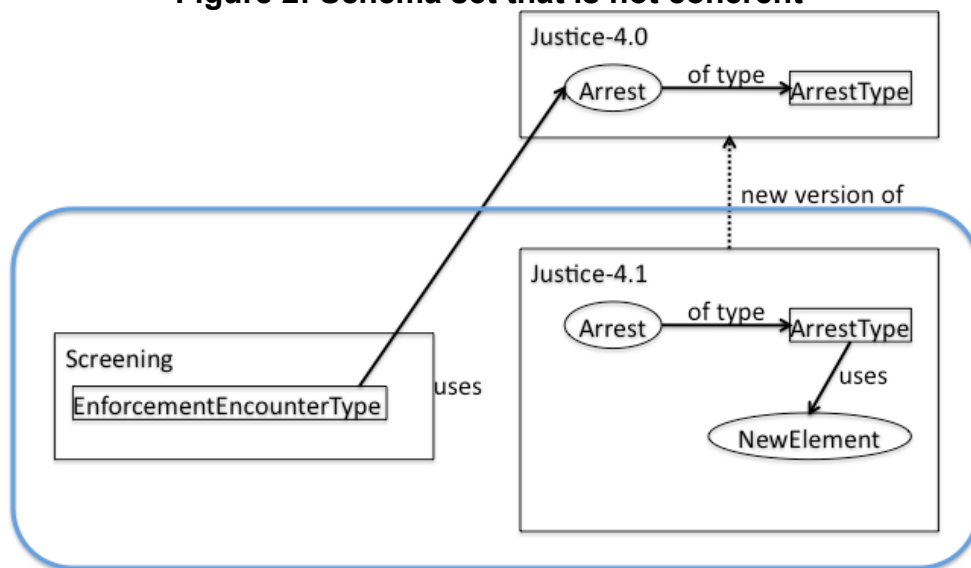 Figure 2: Schema set that is not coherent
Justice-4.0
Arrest
of type
ArrestType
new version of
Justice-4.1
Arrest
of type
ArrestType
uses
NewElement
Screening
EnforcementEncounterType
uses